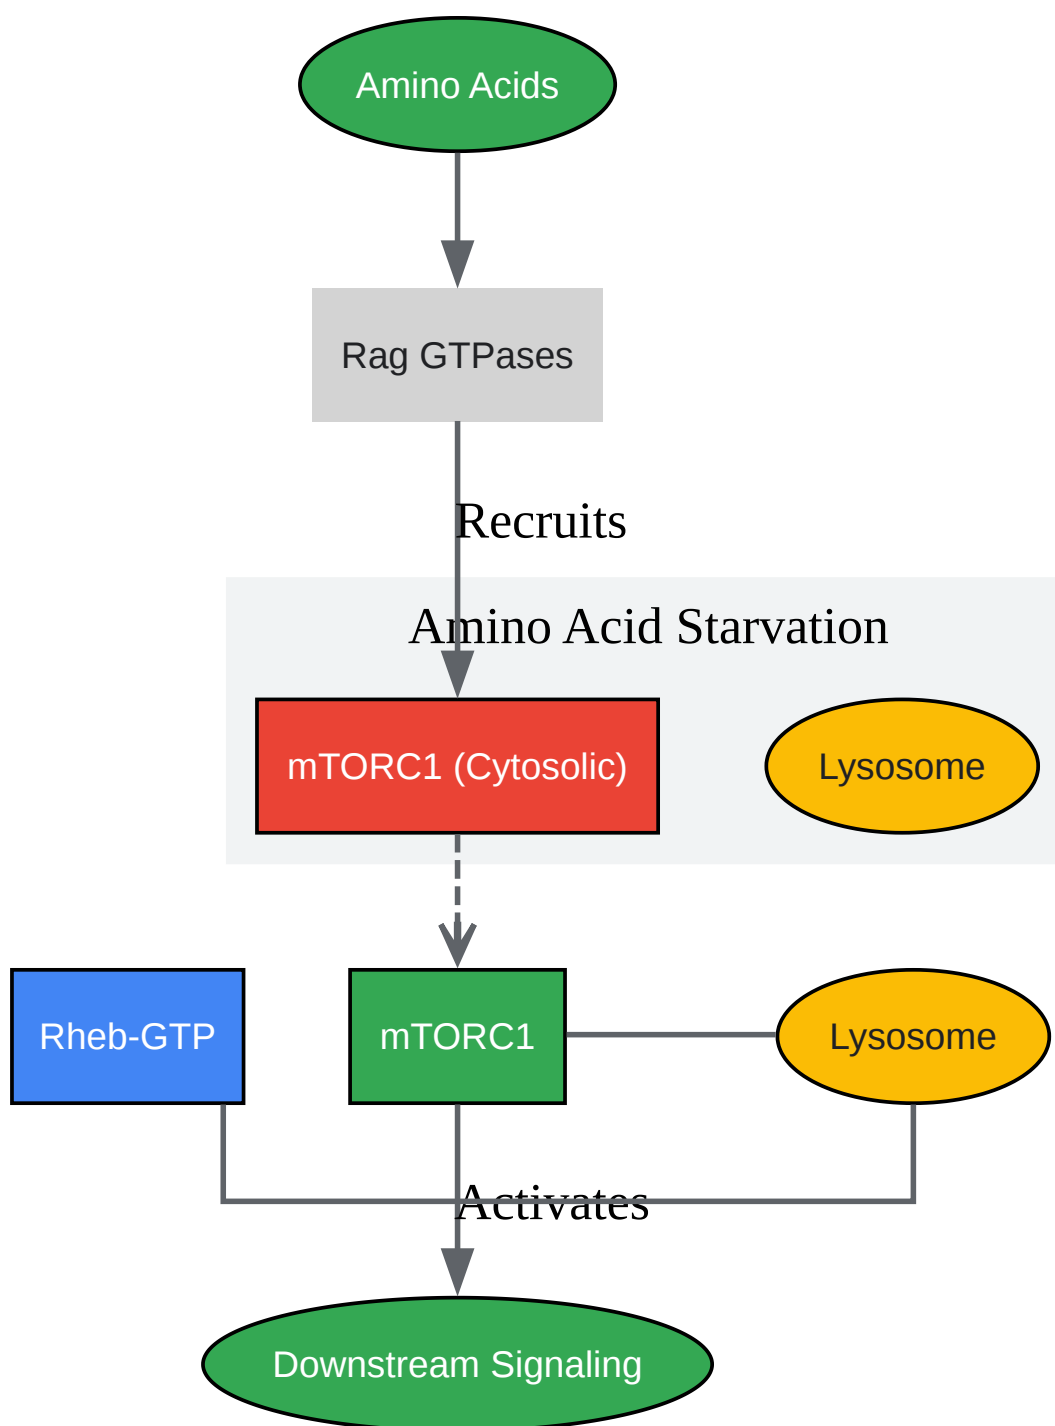 Amino Acids
Rag GTPases
Recruits
Amino Acid Starvation
mTORC1 (Cytosolic)
Lysosome
Rheb-GTP
mTORC1
Lysosome
Activates
Downstream Signaling